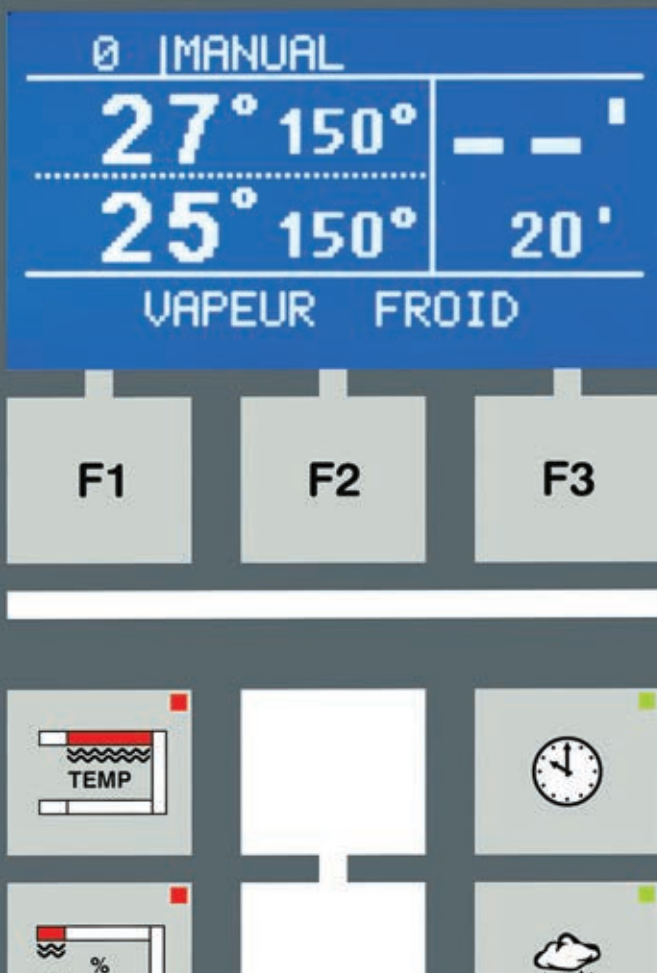 0 |MANUAL
27° 150° --'
25° 150° 20'
VAPEUR FROID
F1 F2 F3
TEMP
%